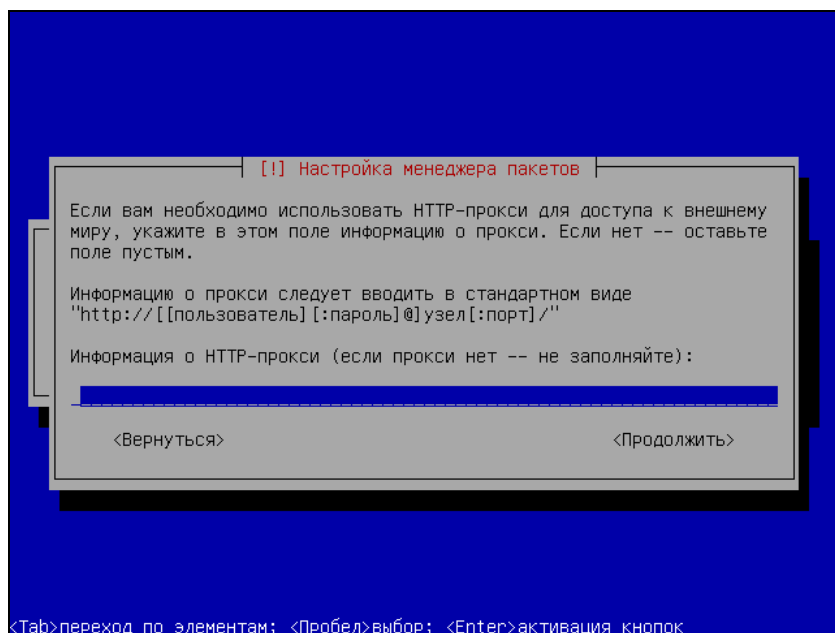 [!] Настройка менеджера пакетов
Если вам необходимо использовать HTTP-прокси для доступа к внешнему
миру, укажите в этом поле информацию о прокси. Если нет -- оставьте
поле пустым.
Информацию о прокси следует вводить в стандартном виде
"http://[[пользователь][:пароль]@]узел[:порт]/"
Информация о HTTP-прокси (если прокси нет -- не заполняйте):
<Вернуться> <Продолжить>
<Tab>переход по элементам; <Пробел>выбор; <Enter>активация кнопок